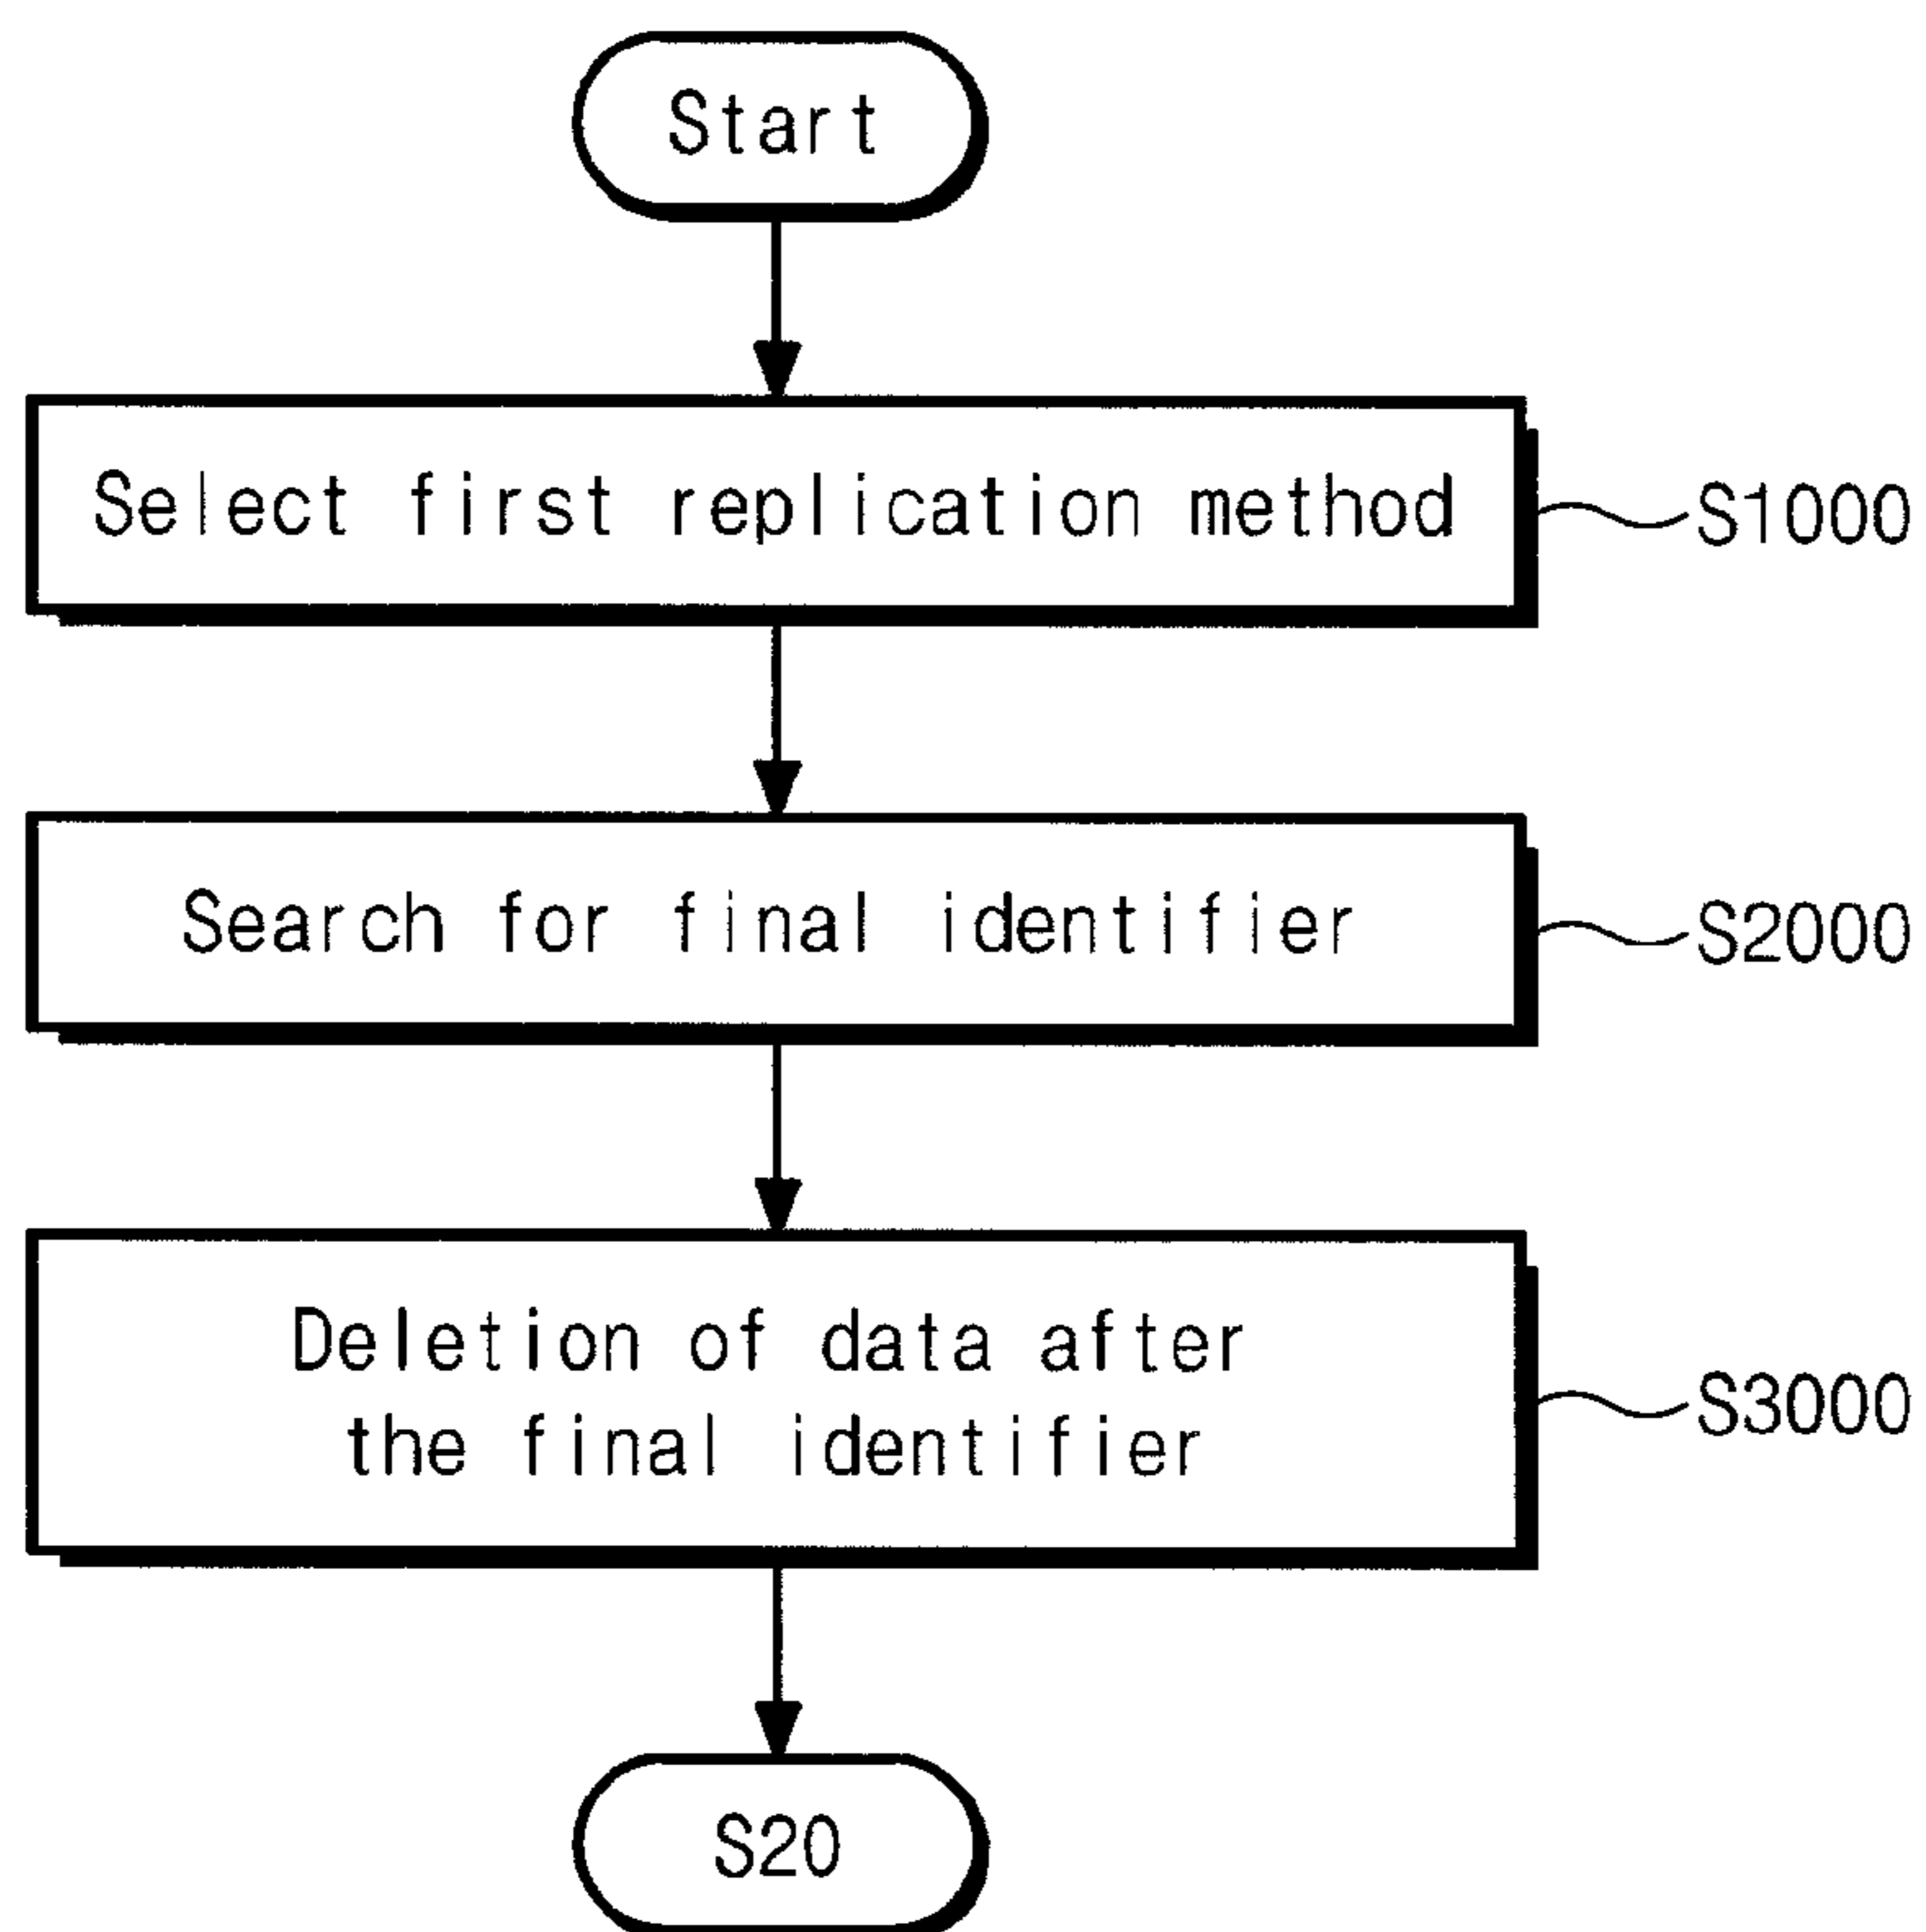 Start
Select first replication method
S1000
Search for final identifier
S2000
Deletion of data after
the final identifier
S3000
S20